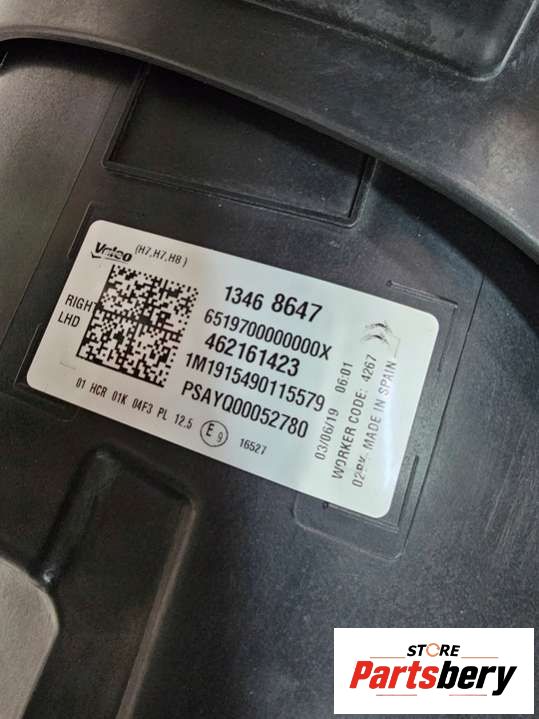 Valeo
(H7,H7,H8)
RIGHT
LHD
1346 8647
6519700000000X
462161423
1M1915490115579
PSAYQ00052780
01 HCR 01K 04F3 PL 12.5
E 9
16527
03/06/19 06:01
WORKER CODE: 4267
MADE IN SPAIN
STORE
Partsbery